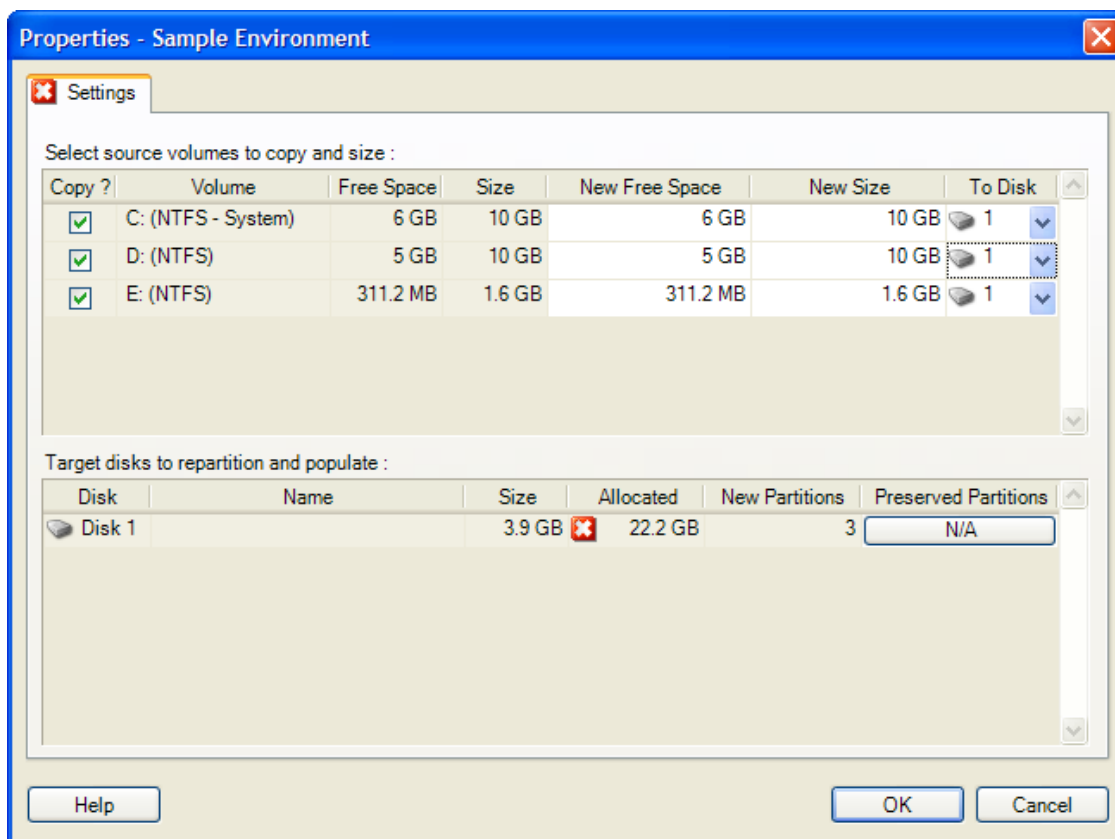 Properties - Sample Environment
Settings
Select source volumes to copy and size :
Copy ? Volume Free Space Size New Free Space New Size To Disk
C: (NTFS - System) 6 GB 10 GB 6 GB 10 GB 1
D: (NTFS) 5 GB 10 GB 5 GB 10 GB 1
E: (NTFS) 311.2 MB 1.6 GB 311.2 MB 1.6 GB 1
Target disks to repartition and populate :
Disk Name Size Allocated New Partitions Preserved Partitions
Disk 1 3.9 GB 22.2 GB 3 N/A
Help OK Cancel